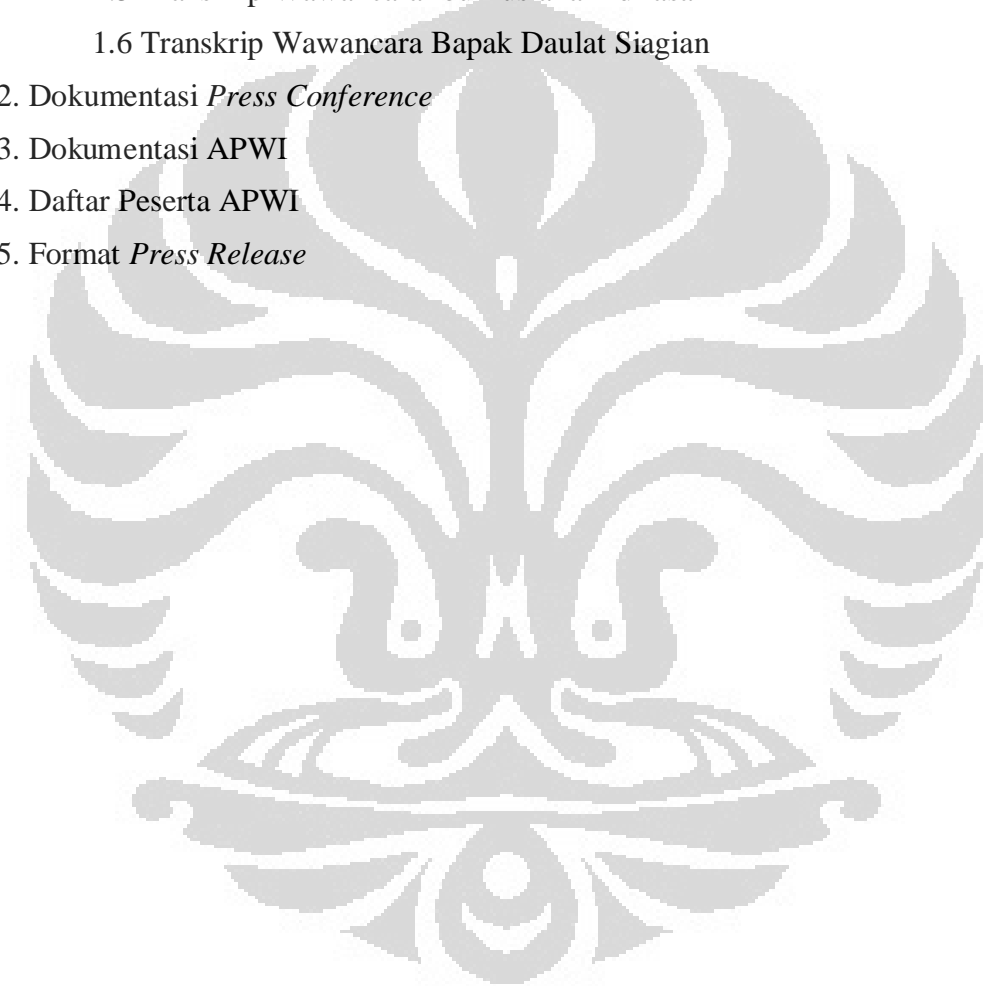 1.6 Transkrip Wawancara Bapak Daulat Siagian
2. Dokumentasi Press Conference
3. Dokumentasi APWI
4. Daftar Peserta APWI
5. Format Press Release